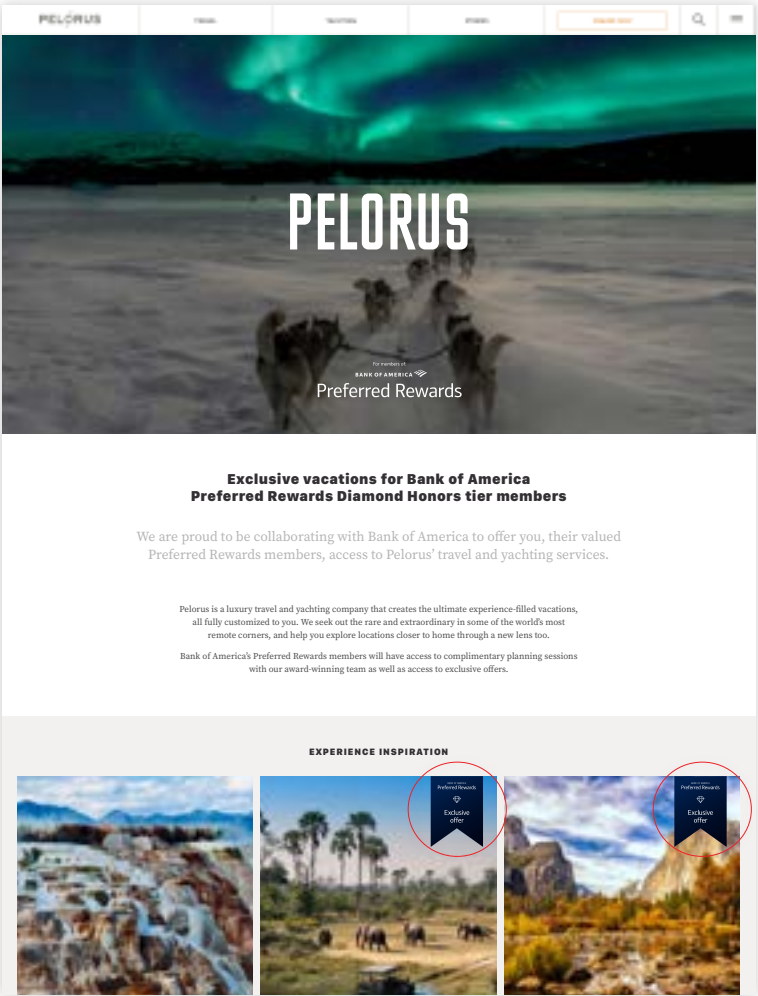 PELORUS
PELORUS
For members of
BANK OF AMERICA
Preferred Rewards
Exclusive vacations for Bank of America
Preferred Rewards Diamond Honors tier members
We are proud to be collaborating with Bank of America to offer you, their valued
Preferred Rewards members, access to Pelorus’ travel and yachting services.
Pelorus is a luxury travel and yachting company that creates the ultimate experience-filled vacations,
all fully customized to you. We seek out the rare and extraordinary in some of the world's most
remote corners, and help you explore locations closer to home through a new lens too.
Bank of America's Preferred Rewards members will have access to complimentary planning sessions
with our award-winning team as well as access to exclusive offers.
EXPERIENCE INSPIRATION
Preferred Rewards
Exclusive
offer
Preferred Rewards
Exclusive
offer